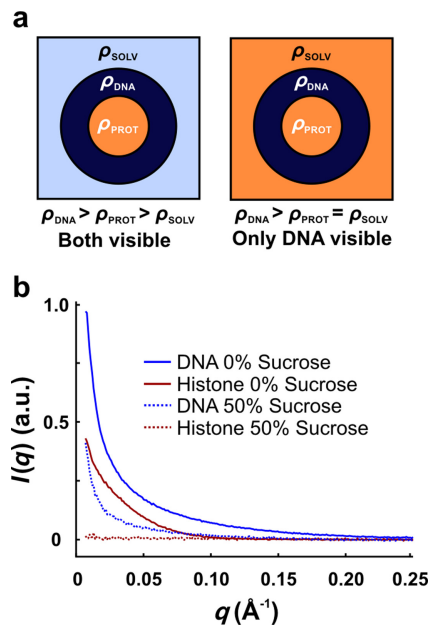 a
ρSOLV ρSOLV
ρDNA ρDNA
ρPROT ρPROT
ρDNA > ρPROT > ρSOLV ρDNA > ρPROT = ρSOLV
Both visible Only DNA visible
b
1.0
DNA 0% Sucrose
Histone 0% Sucrose
DNA 50% Sucrose
Histone 50% Sucrose
0.5
0
I(q) (a.u.)
0 0.05 0.10 0.15 0.20 0.25
q (Å-1)